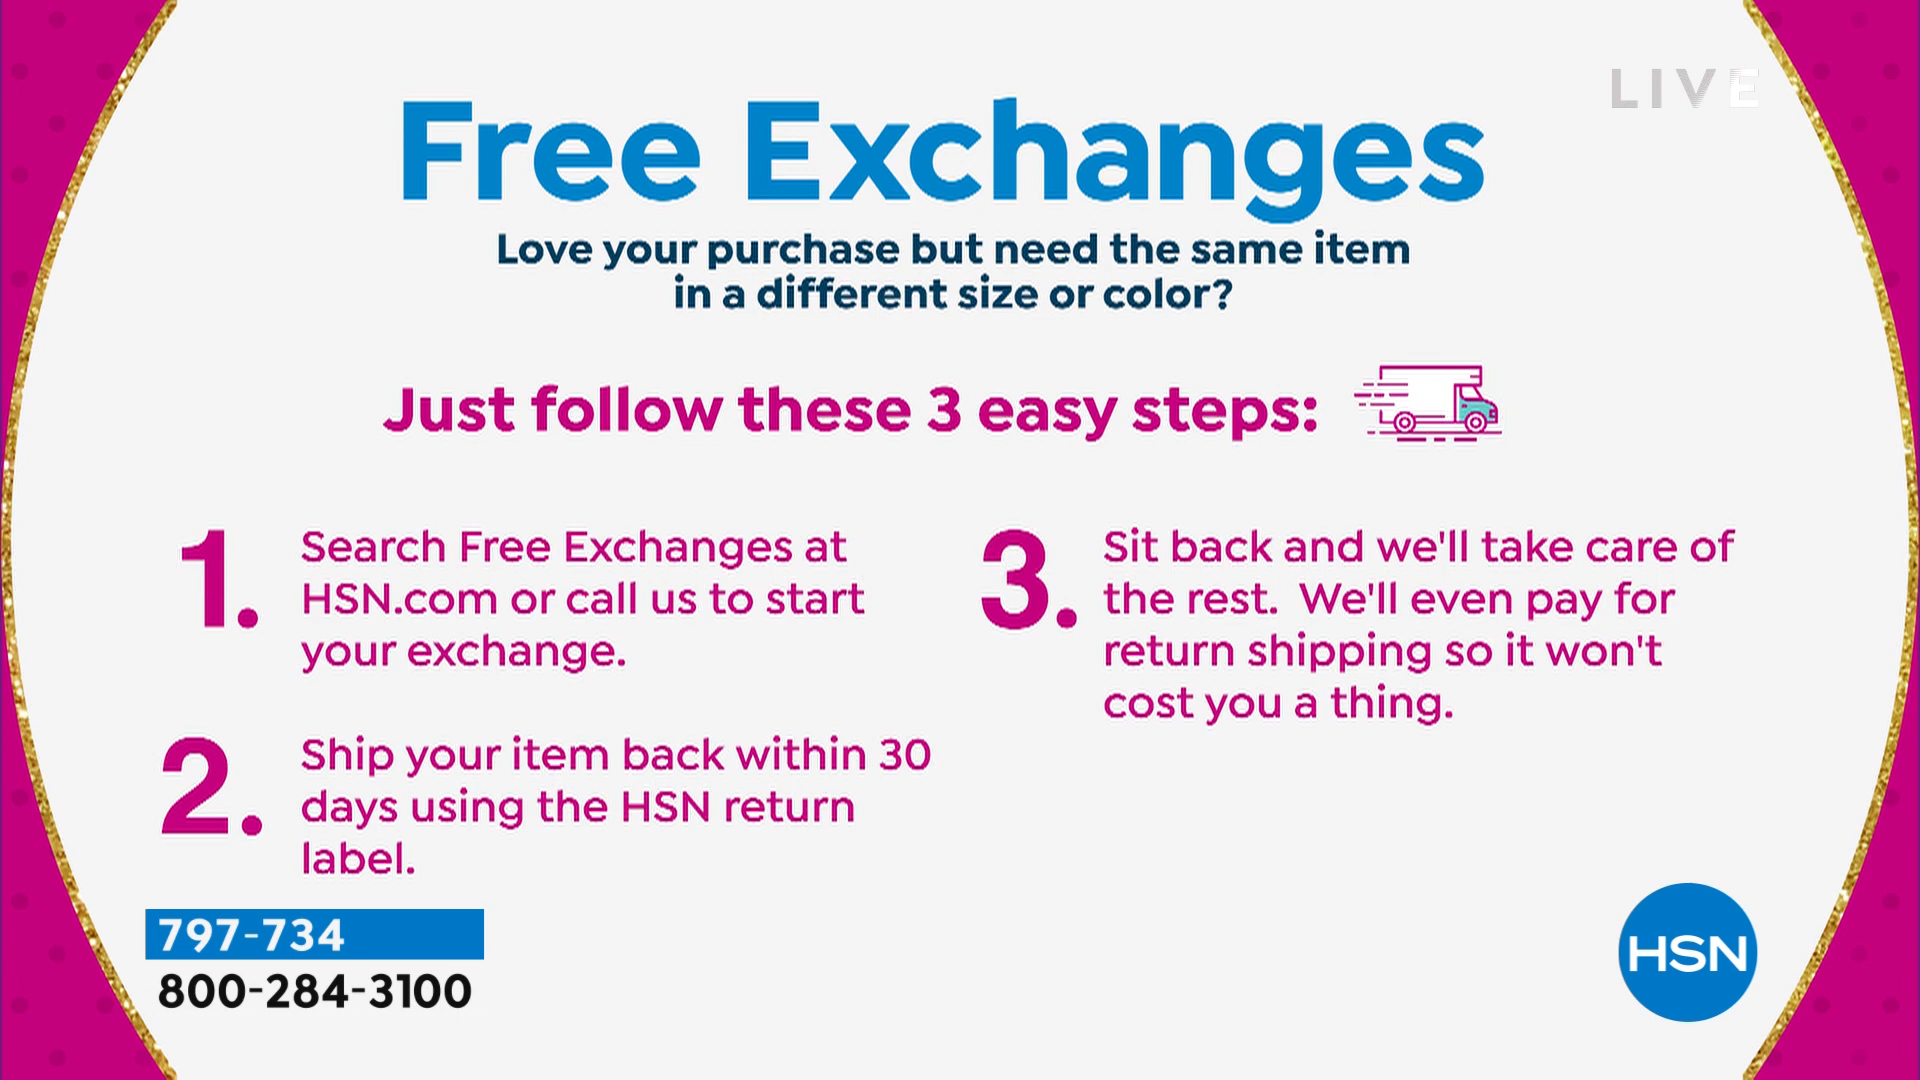 LIVE
Free Exchanges
Love your purchase but need the same item
in a different size or color?
Just follow these 3 easy steps:
1. Search Free Exchanges at
HSN.com or call us to start
your exchange.
2. Ship your item back within 30
days using the HSN return
label.
3. Sit back and we'll take care of
the rest. We'll even pay for
return shipping so it won't
cost you a thing.
797-734
800-284-3100
HSN